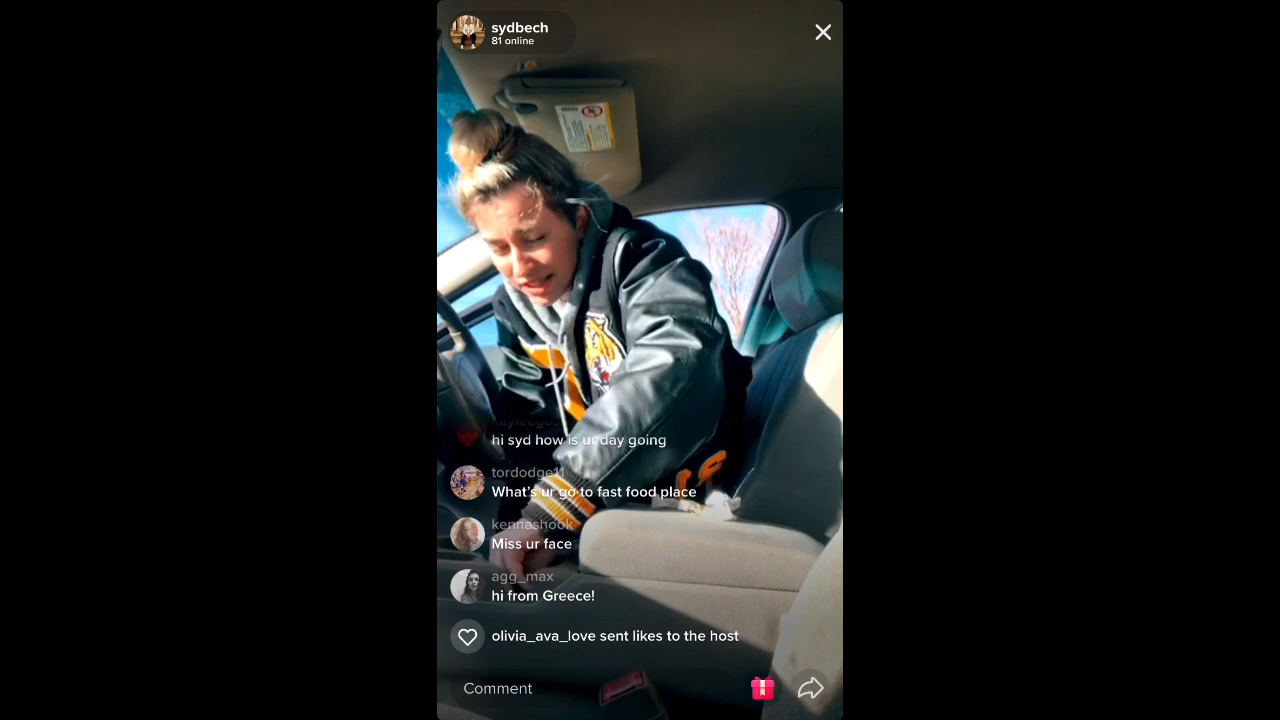 sydbech
81 online
hi syd how is ur day going
tordodge11
What's ur go to fast food place
kennashook
Miss ur face
agg_max
hi from Greece!
olivia_ava_love sent likes to the host
Comment